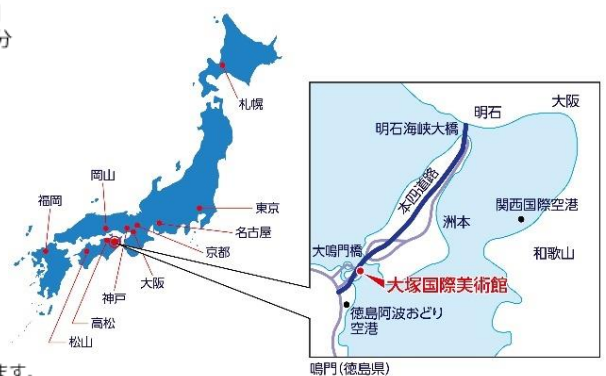 分
札幌
岡山
福岡
東京
名古屋
京都
大阪
神戸
高松
松山
ます。
明石
大阪
明石海峡大橋
本四道路
関西国際空港
洲本
大鳴門橋
和歌山
大塚国際美術館
徳島阿波おどり
空港
鳴門（徳島県）